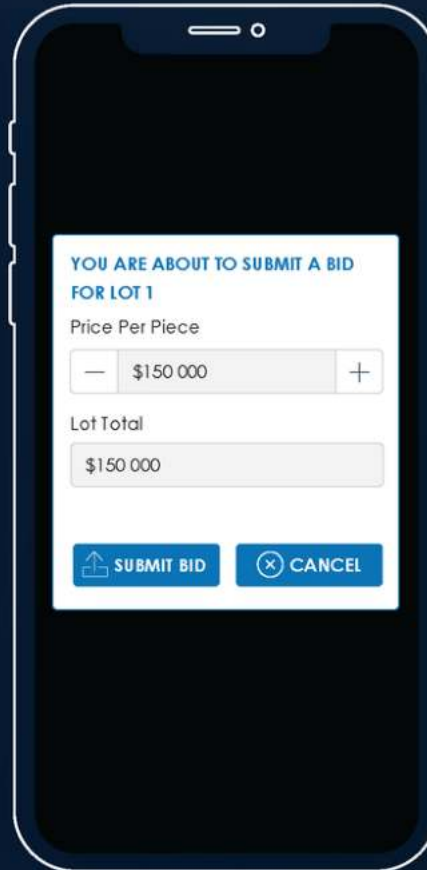 YOU ARE ABOUT TO SUBMIT A BID
FOR LOT 1
Price Per Piece
— $150 000 +
Lot Total
$150 000
SUBMIT BID
CANCEL